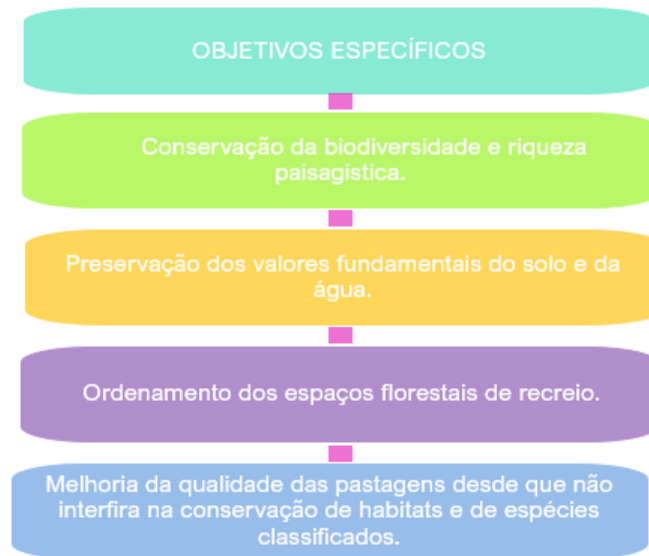 OBJETIVOS ESPECÍFICOS
Conservação da biodiversidade e riqueza
paisagística.
Preservação dos valores fundamentais do solo e da
água.
Ordenamento dos espaços florestais de recreio.
Melhoria da qualidade das pastagens desde que não
interfira na conservação de habitats e de espécies
classificados.